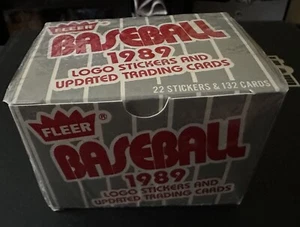 FLEER
BASEBALL
1989
LOGO STICKERS AND
UPDATED TRADING CARDS
22 STICKERS & 132 CARDS
FLEER®
BASEBALL
1989
LOGO STICKERS AND
UPDATED TRADING CARDS